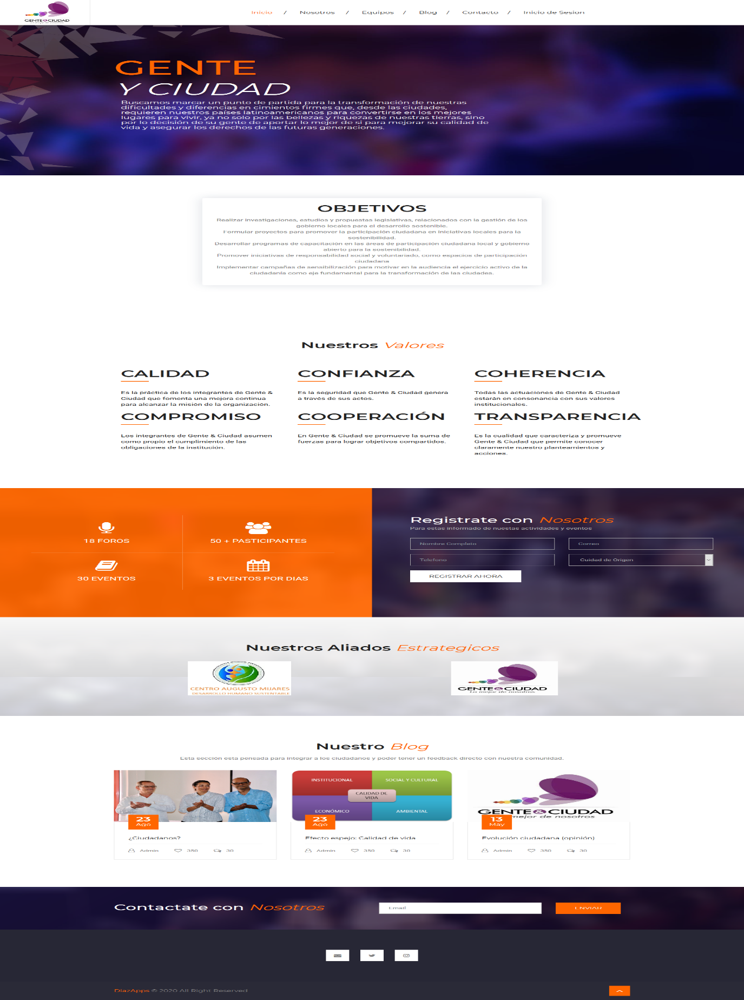 GENTE&CIUDAD
Inicio / Nosotros / Equipos / Blog / Contacto / Inicio de Sesion
GENTE
Y CIUDAD
Buscamos marcar un punto de partida para la transformación de nuestras
dificultades y diferencias en cimientos firmes que, desde las ciudades,
requieren nuestros países latinoamericanos para convertirse en los mejores
lugares para vivir, ya no solo por las bellezas y riquezas de nuestras tierras, sino
por lo decisión de su gente de aportar lo mejor de sí para mejorar su calidad de
vida y asegurar los derechos de las futuras generaciones.
OBJETIVOS
Realizar investigaciones, estudios y propuestas legislativas, relacionados con la gestión de los
gobierno locales para el desarrollo sostenible.
Formular proyectos para promover la participación ciudadana en iniciativas locales para la
sostenibilidad.
Desarrollar programas de capacitación en las áreas de participación ciudadana local y gobierno
abierto para la sostenibilidad.
Promover iniciativas de responsabilidad social y voluntariado, como espacios de participación
ciudadana
Implementar campañas de sensibilización para motivar en la audiencia el ejercicio activo de la
ciudadanía como eje fundamental para la transformación de las ciudades.
Nuestros Valores
CALIDAD
Es la práctica de los integrantes de Gente &
Ciudad que fomenta una mejora continua
para alcanzar la misión de la organización.
CONFIANZA
Es la seguridad que Gente & Ciudad genera
a través de sus actos.
COHERENCIA
Todas las actuaciones de Gente & Ciudad
estarán en consonancia con sus valores
institucionales.
COMPROMISO
Los integrantes de Gente & Ciudad asumen
como propio el cumplimiento de las
obligaciones de la institución.
COOPERACIÓN
En Gente & Ciudad se promueve la suma de
fuerzas para lograr objetivos compartidos.
TRANSPARENCIA
Es la cualidad que caracteriza y promueve
Gente & Ciudad que permite conocer
claramente nuestro planteamientos y
acciones.
18 FOROS
50 + PASTICIPANTES
30 EVENTOS
3 EVENTOS POR DIAS
Registrate con Nosotros
Para estas informado de nuestas actividades y eventos
Nombre Completo
Correo
Telefono
Cuidad de Origen
REGISTRAR AHORA
Nuestros Aliados Estrategicos
CENTRO AUGUSTO MIJARES
DESARROLLO HUMANO SUSTENTABLE
GENTE&CIUDAD
Lo mejor de nosotros
Nuestro Blog
Esta sección esta pensada para integrar a los ciudadanos y poder tener un feedback directo con nuestra comunidad.
23
Ago
¿Ciudadanos?
Admin 350 30
INSTITUCIONAL
SOCIAL Y CULTURAL
CALIDAD DE
VIDA
ECONÓMICO
AMBIENTAL
23
Ago
Efecto espejo: Calidad de vida
Admin 350 30
GENTE&CIUDAD
mejor de nosotros
13
May
Evolución ciudadana (opinión)
Admin 350 30
Contactate con Nosotros
Email
ENVIAR
DiazApps © 2020 All Right Reserved